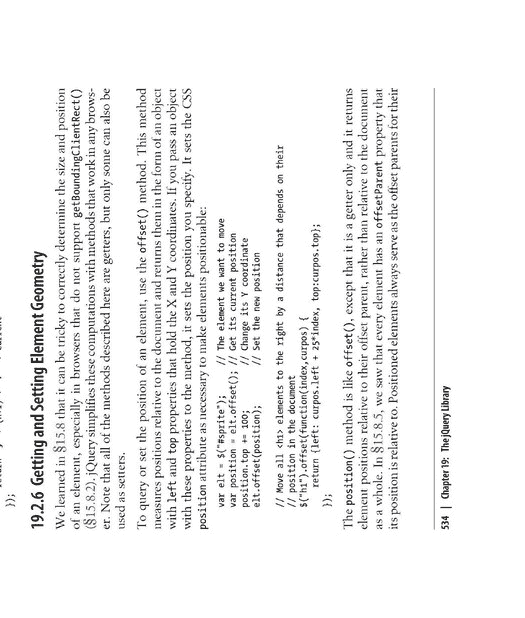 });
19.2.6 Getting and Setting Element Geometry
We learned in §15.8 that it can be tricky to correctly determine the size and position
of an element, especially in browsers that do not support getBoundingClientRect()
(§15.8.2). jQuery simplifies these computations with methods that work in any brows-
er. Note that all of the methods described here are getters, but only some can also be
used as setters.
To query or set the position of an element, use the offset() method. This method
measures positions relative to the document and returns them in the form of an object
with left and top properties that hold the X and Y coordinates. If you pass an object
with these properties to the method, it sets the position you specify. It sets the CSS
position attribute as necessary to make elements positionable:
var elt = $("#sprite"); // The element we want to move
var position = elt.offset(); // Get its current position
position.top += 100; // Change its Y coordinate
elt.offset(position); // Set the new position
// Move all <h1> elements to the right by a distance that depends on their
// position in the document
$("h1").offset(function(index,curpos) {
return {left: curpos.left + 25*index, top:curpos.top};
});
The position() method is like offset(), except that it is a getter only and it returns
element positions relative to their offset parent, rather than relative to the document
as a whole. In §15.8.5, we saw that every element has an offsetParent property that
its position is relative to. Positioned elements always serve as the offset parents for their
534 | Chapter 19: The jQuery Library